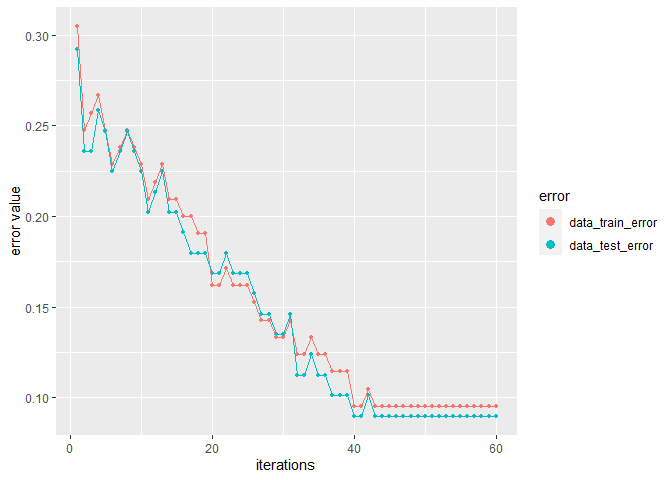 0.30
0.25
0.20
0.15
0.10
error value
0
20
40
60
iterations
error
data_train_error
data_test_error